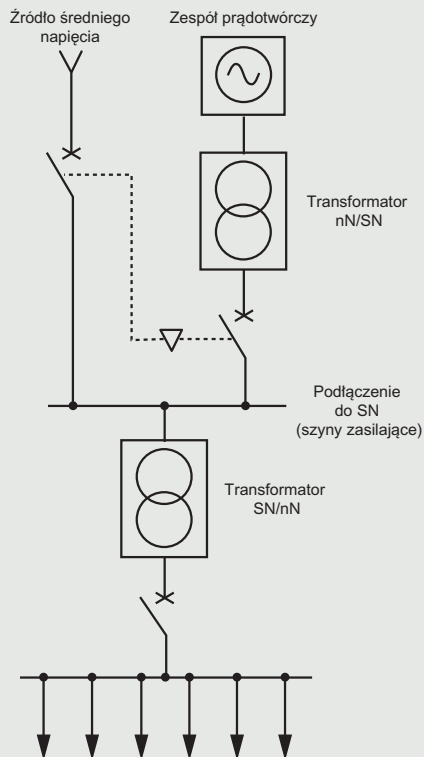 Źródło średniego
napięcia
Zespół prądotwórczy
Transformator
nN/SN
Podłączenie
do SN
(szyny zasilające)
Transformator
SN/nN